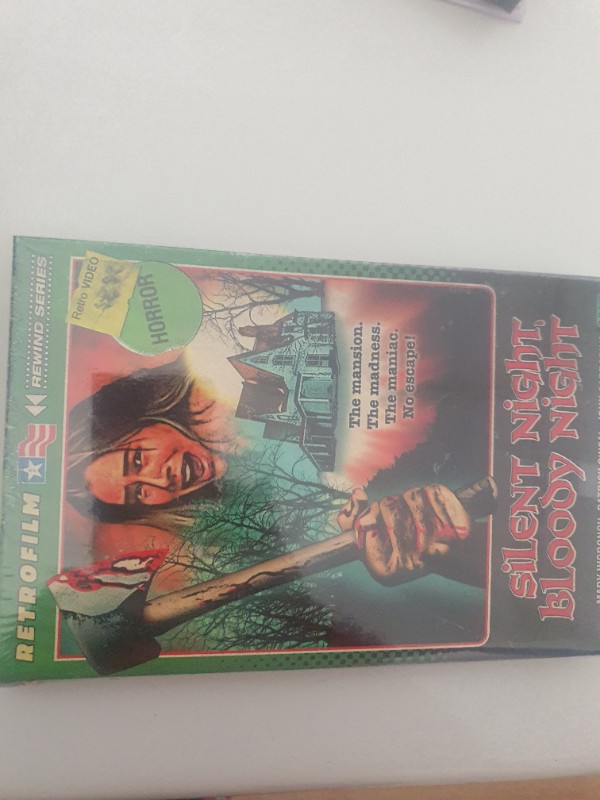 RETROFILM
REWIND SERIES
Retro VIDEO
HORROR
The mansion.
The madness.
The maniac.
No escape!
SILENT NIGHT,
BLOODY NIGHT